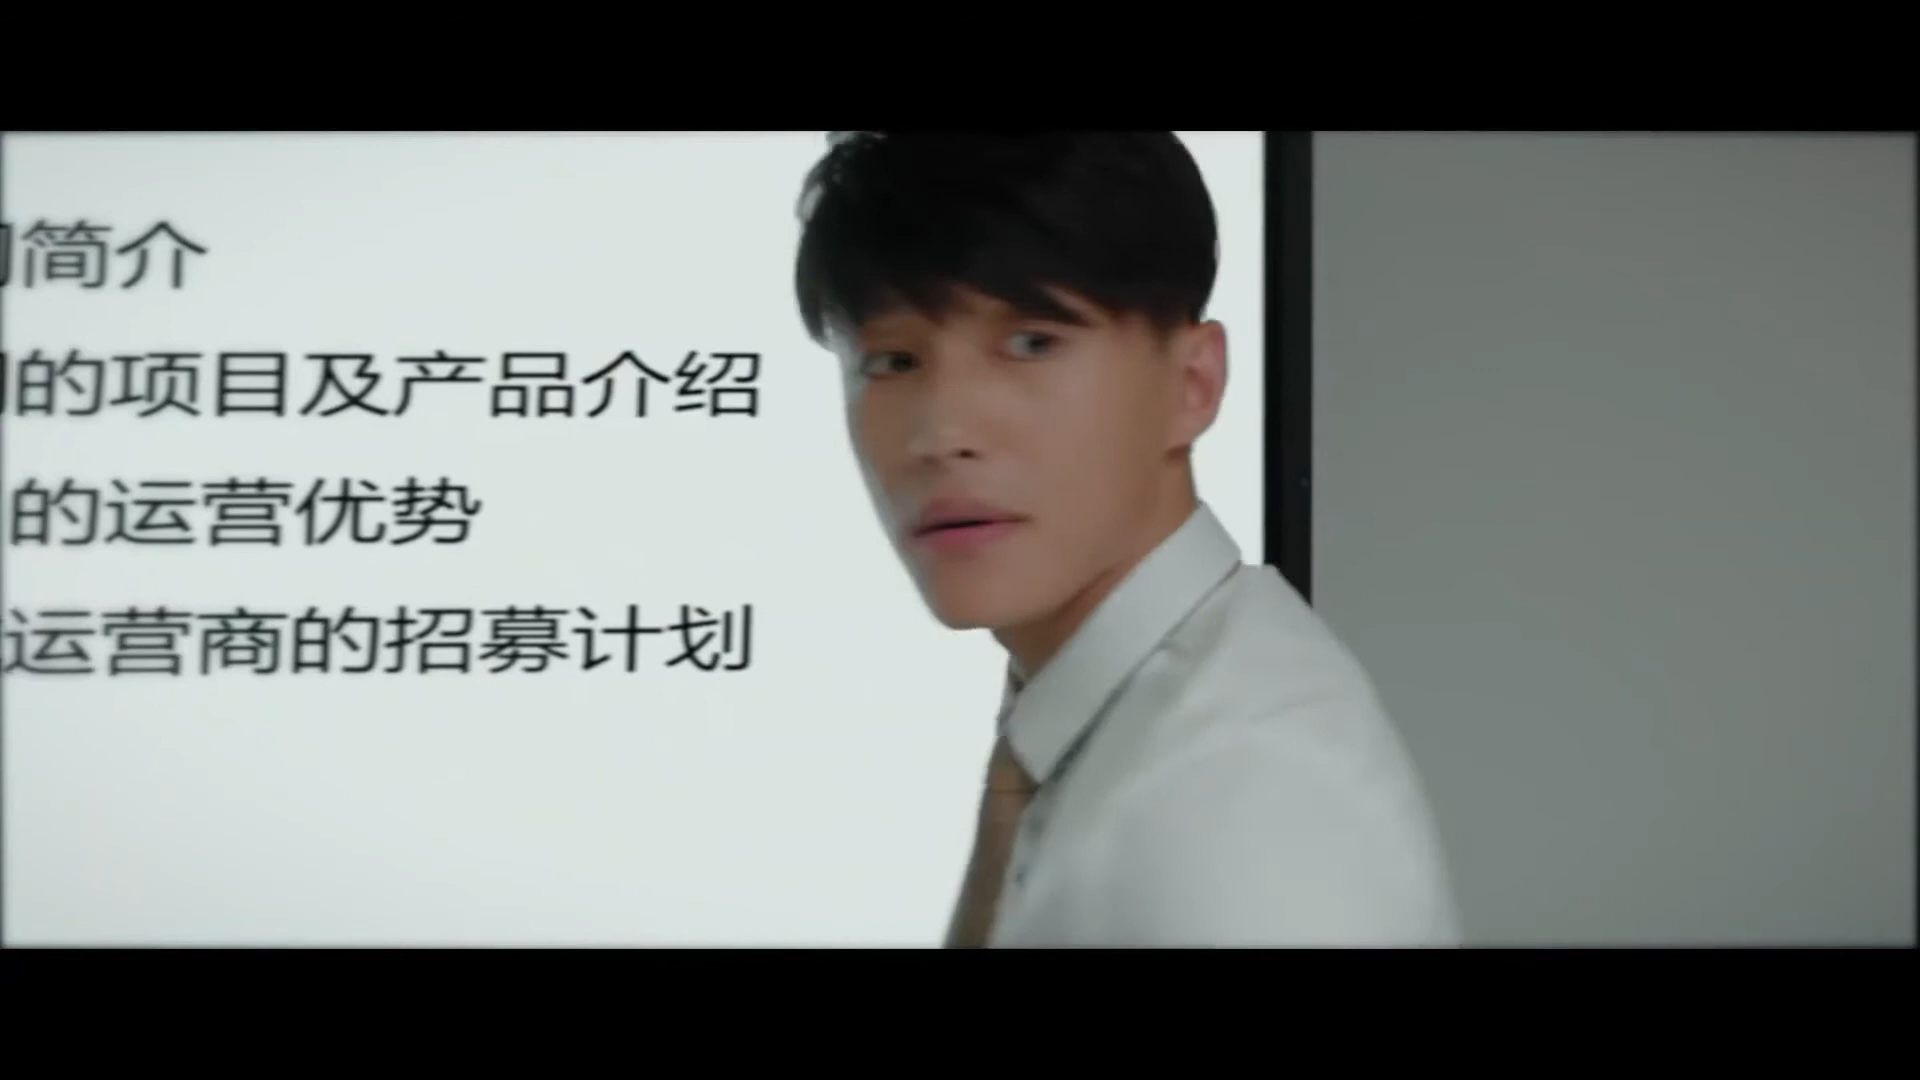 简介
的项目及产品介绍
的运营优势
运营商的招募计划